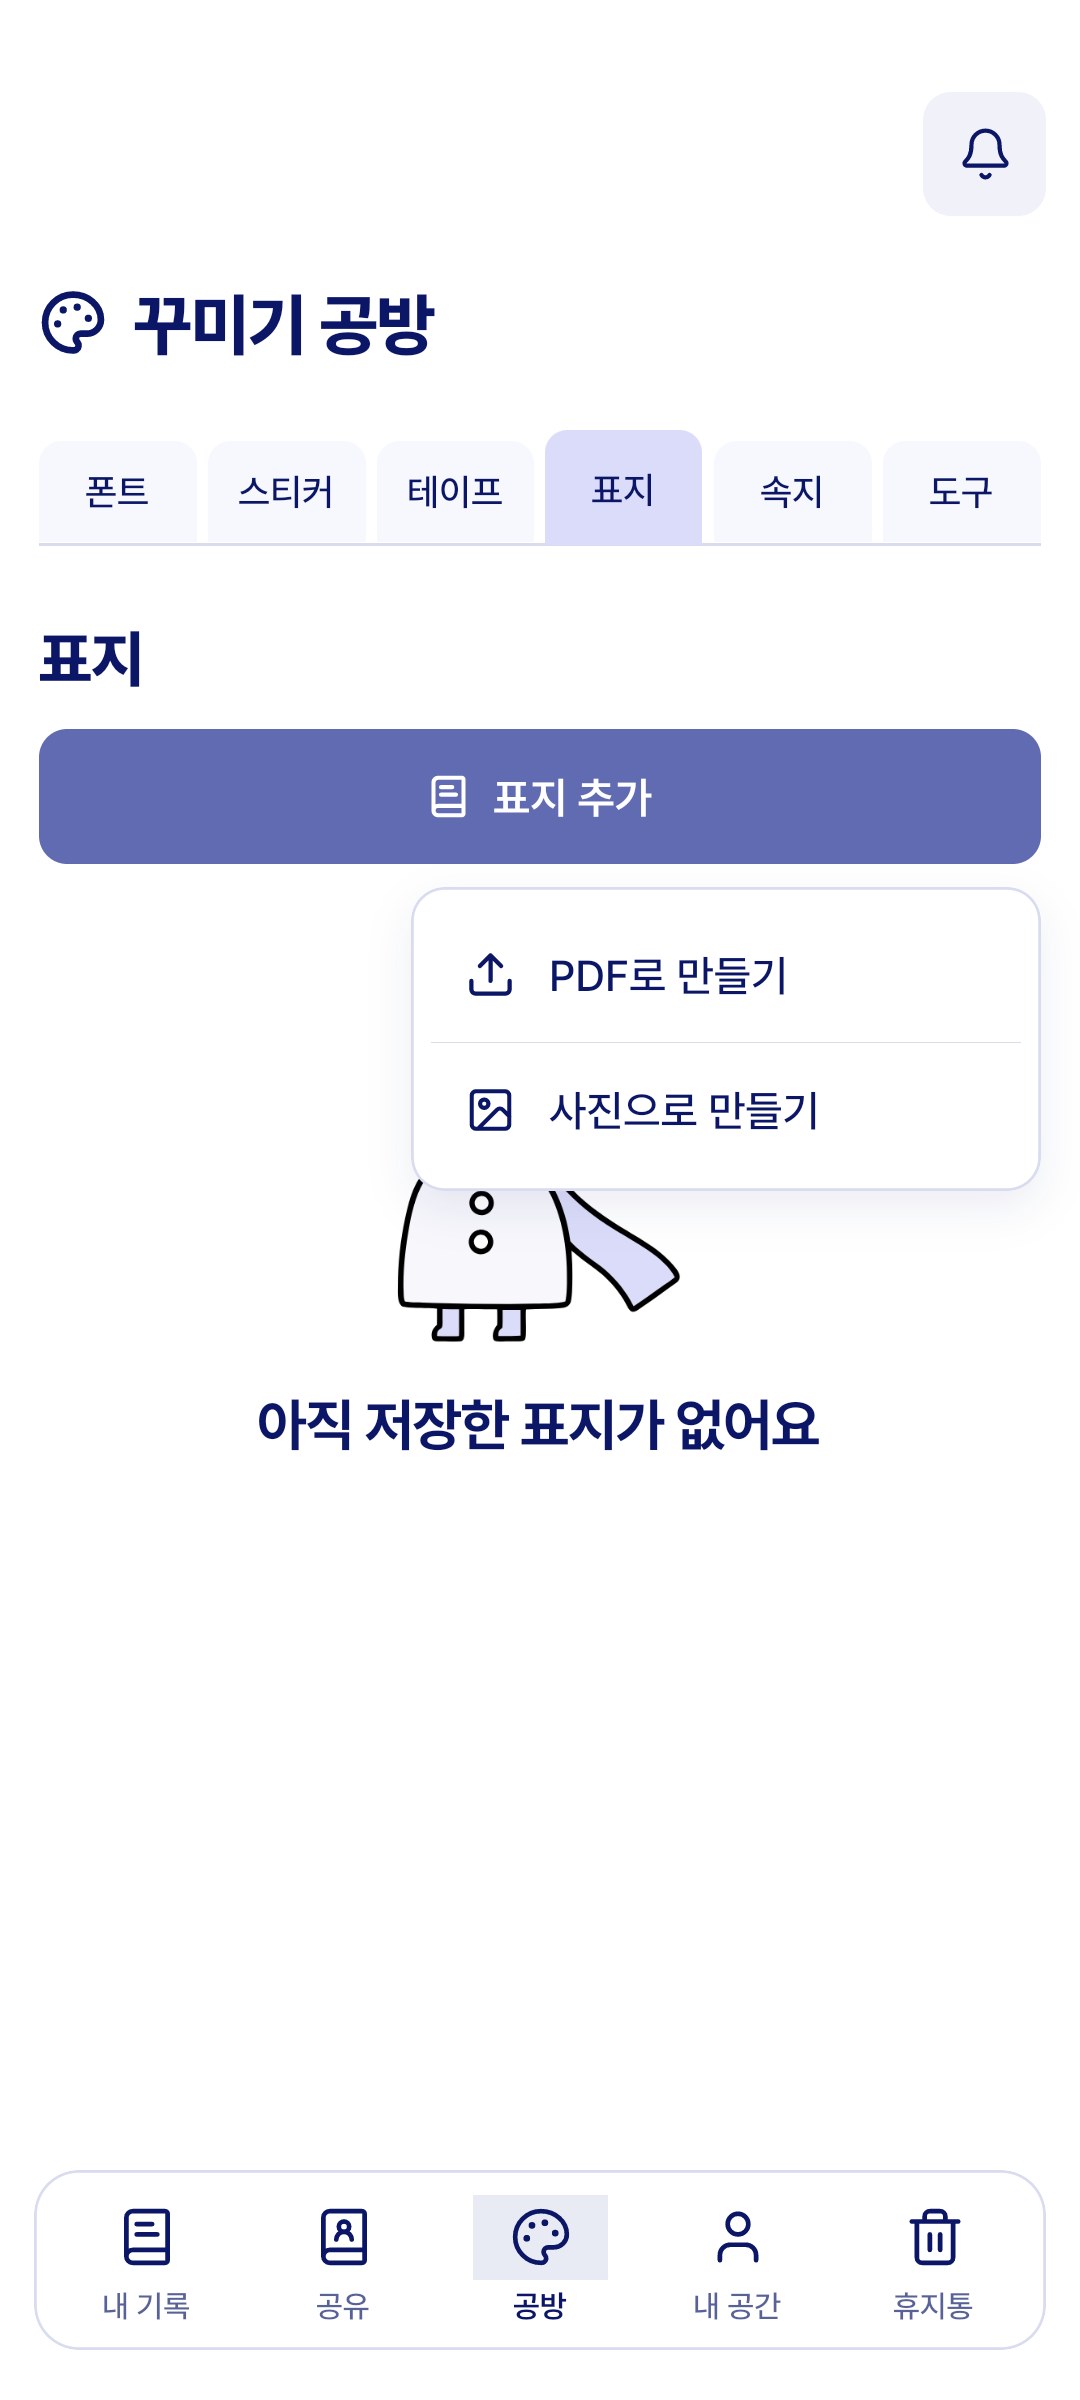 꾸미기 공방
폰트 스티커 테이프 표지 속지 도구
표지
표지 추가
PDF로 만들기
사진으로 만들기
아직 저장한 표지가 없어요
내 기록 공유 공방 내 공간 휴지통